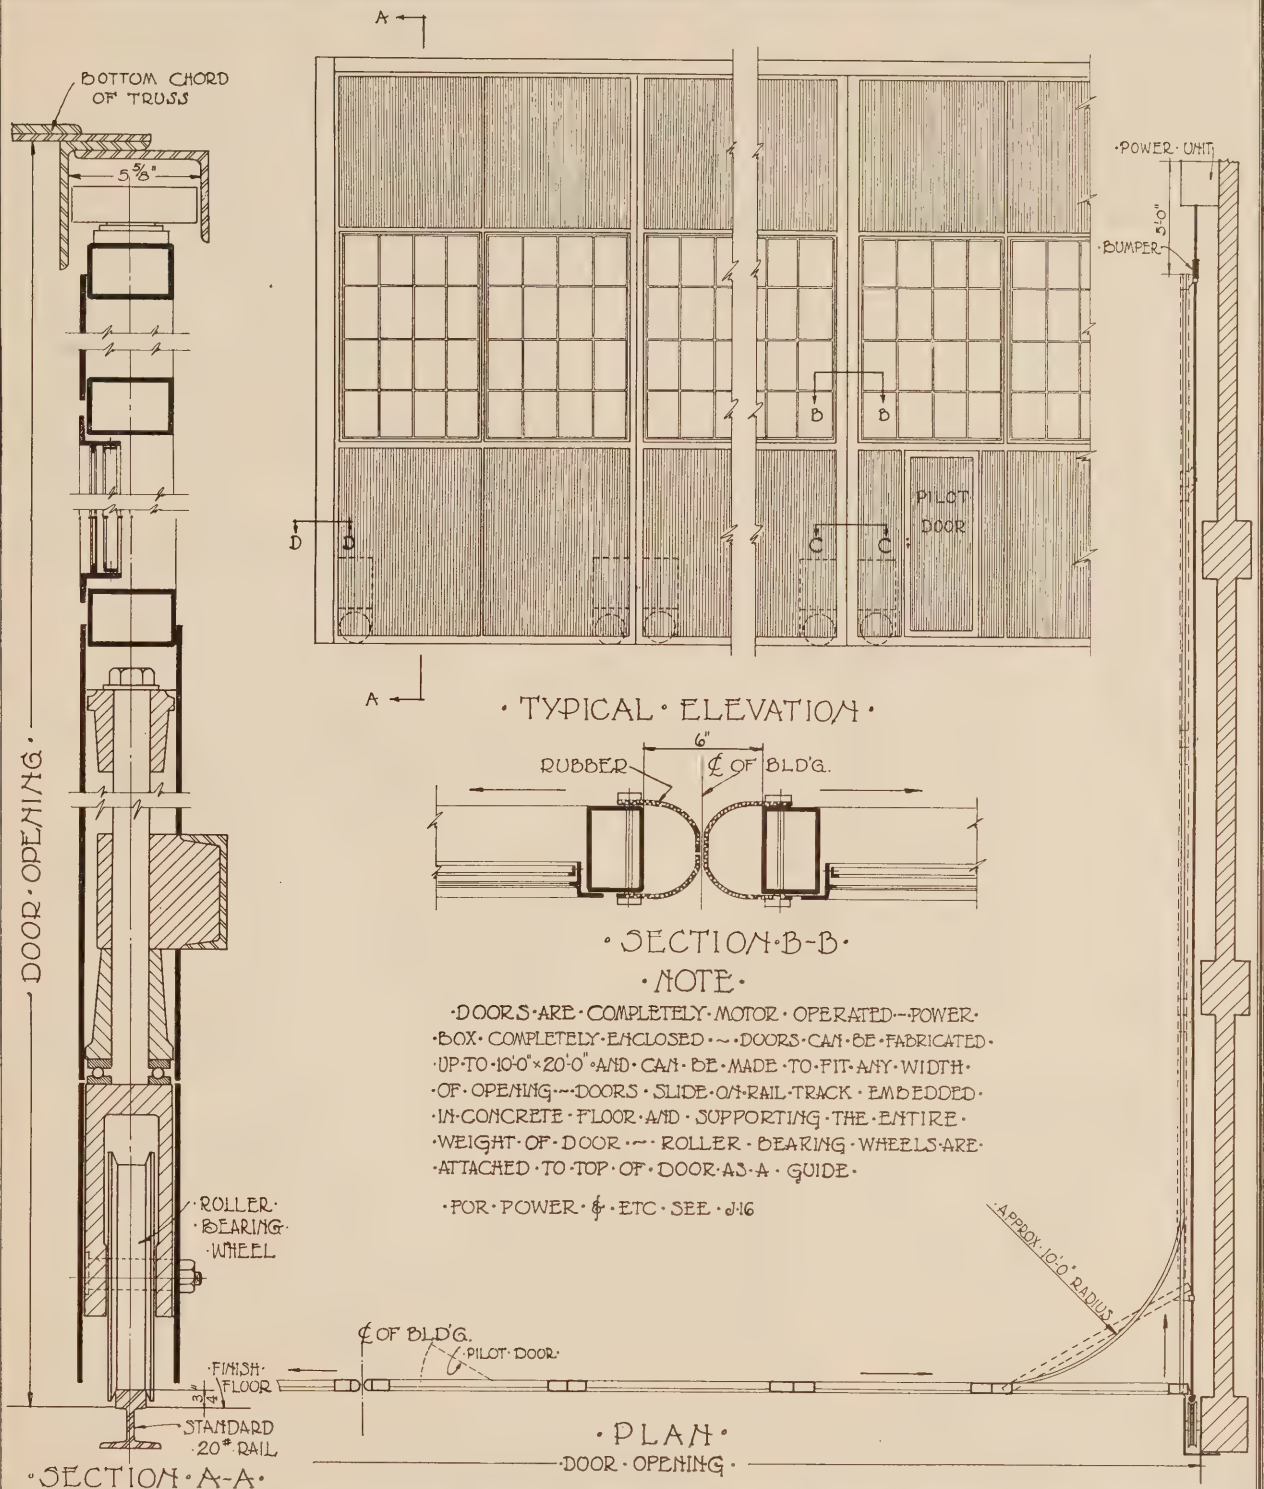 A
BOTTOM CHORD
OF TRUSS
5 5/8"
·DOOR·OPENING·
·POWER·UNIT
5'-0"
·BUMPER
B B
PILOT
DOOR
D D
C C
A
·TYPICAL·ELEVATION·
6"
RUBBER
℄ OF BLD'G.
·SECTION·B-B·
·NOTE·
·DOORS·ARE·COMPLETELY·MOTOR·OPERATED·~·POWER·
·BOX·COMPLETELY·ENCLOSED·~·DOORS·CAN·BE·FABRICATED·
·UP·TO·10'-0"×20'-0"·AND·CAN·BE·MADE·TO·FIT·ANY·WIDTH·
·OF·OPENING·~·DOORS·SLIDE·ON·RAIL·TRACK·EMBEDDED·
·IN·CONCRETE·FLOOR·AND·SUPPORTING·THE·ENTIRE·
·WEIGHT·OF·DOOR·~·ROLLER·BEARING·WHEELS·ARE·
·ATTACHED·TO·TOP·OF·DOOR·AS·A·GUIDE·
·FOR·POWER·&·ETC·SEE·J-16
·ROLLER·
·BEARING·
·WHEEL
·APPROX·10'-0" RADIUS
℄ OF BLD'G.
·PILOT·DOOR·
·FINISH·
FLOOR
3/4"
·STANDARD
·20# RAIL
·SECTION·A-A·
·PLAN·
·DOOR·OPENING·